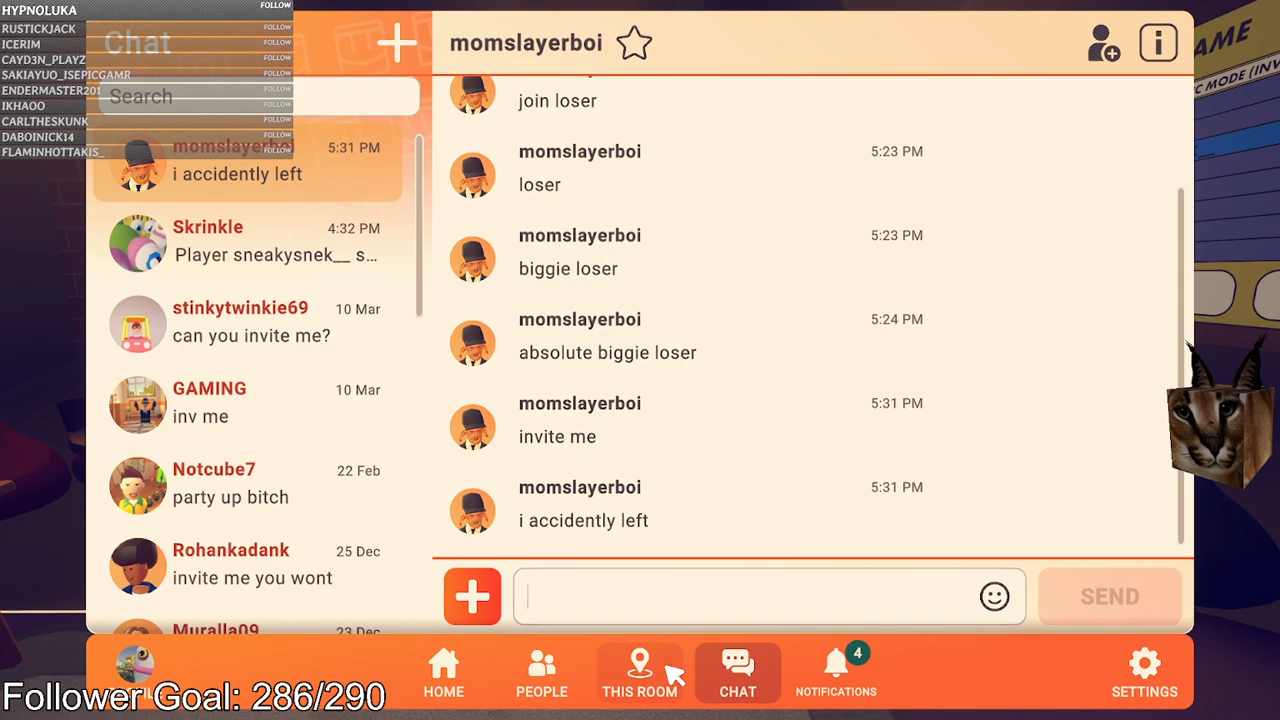 HYPNOLUKA FOLLOW
RUSTICKJACK FOLLOW
ICERIM FOLLOW
CAYD3N_PLAYZ FOLLOW
SAKIAYUO_ISEPICGAMR FOLLOW
ENDERMASTER201 FOLLOW
IKHAOO FOLLOW
CARLTHESKUNK FOLLOW
DABOINICK14 FOLLOW
FLAMINHOTTAKIS_ FOLLOW
Chat
Search
momslayerboi 5:31 PM
i accidently left
Skrinkle 4:32 PM
Player sneakysnek__ s...
stinkytwinkie69 10 Mar
can you invite me?
GAMING 10 Mar
inv me
Notcube7 22 Feb
party up bitch
Rohankadank 25 Dec
invite me you wont
Muralla09 23 Dec
momslayerboi
join loser
momslayerboi 5:23 PM
loser
momslayerboi 5:23 PM
biggie loser
momslayerboi 5:24 PM
absolute biggie loser
momslayerboi 5:31 PM
invite me
momslayerboi 5:31 PM
i accidently left
SEND
HOME
PEOPLE
THIS ROOM
CHAT
4
NOTIFICATIONS
SETTINGS
Follower Goal: 286/290